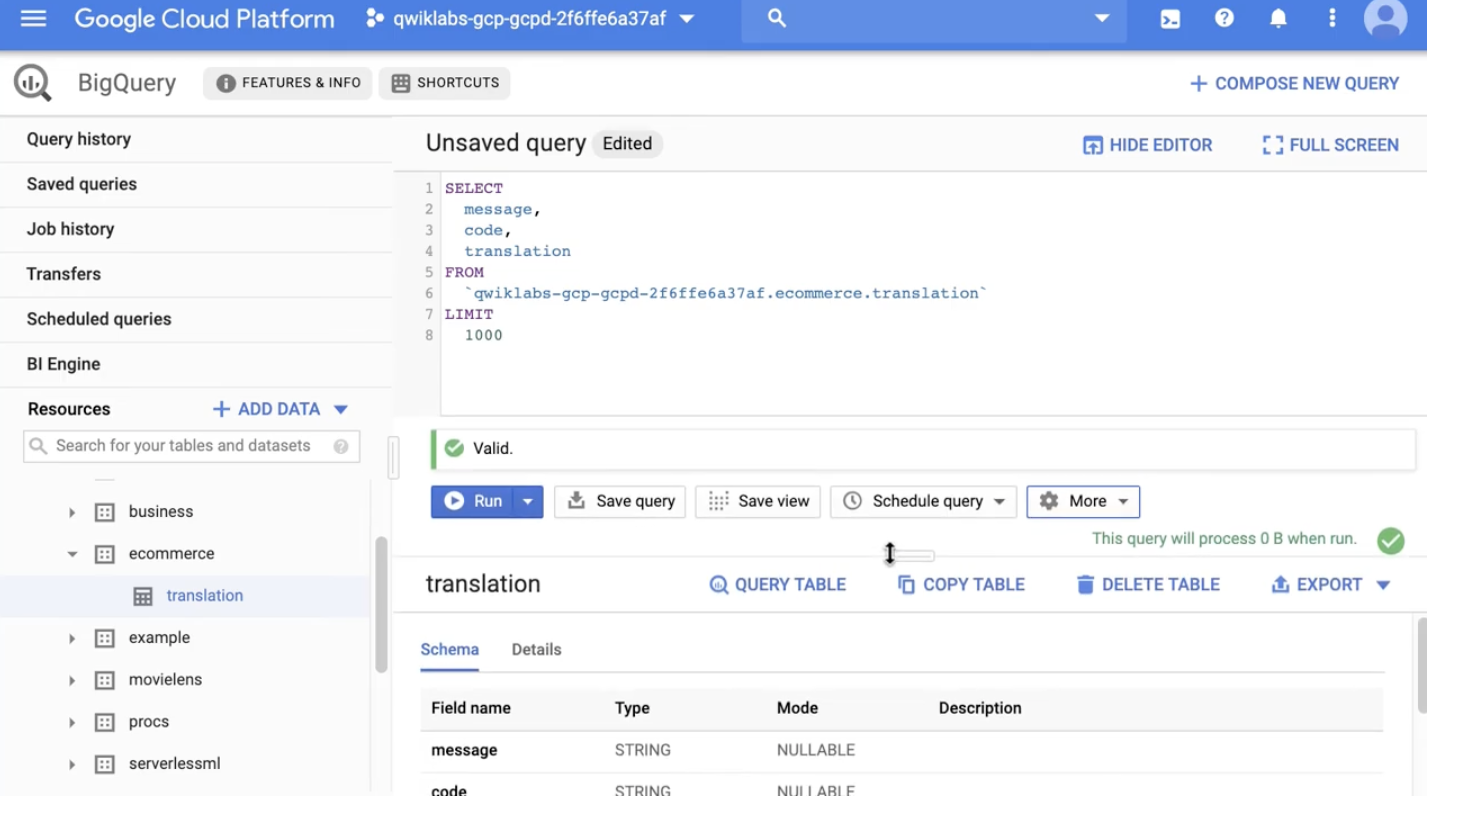 Google Cloud Platform qwiklabs-gcp-gcpd-2f6ffe6a37af
BigQuery FEATURES & INFO SHORTCUTS + COMPOSE NEW QUERY
Query history
Saved queries
Job history
Transfers
Scheduled queries
BI Engine
Resources + ADD DATA
Search for your tables and datasets
business
ecommerce
translation
example
movielens
procs
serverlessml
Unsaved query Edited HIDE EDITOR FULL SCREEN
1 SELECT
2 message,
3 code,
4 translation
5 FROM
6 `qwiklabs-gcp-gcpd-2f6ffe6a37af.ecommerce.translation`
7 LIMIT
8 1000
Valid.
Run Save query Save view Schedule query More
This query will process 0 B when run.
translation QUERY TABLE COPY TABLE DELETE TABLE EXPORT
Schema Details
Field name Type Mode Description
message STRING NULLABLE
code STRING NULLABLE